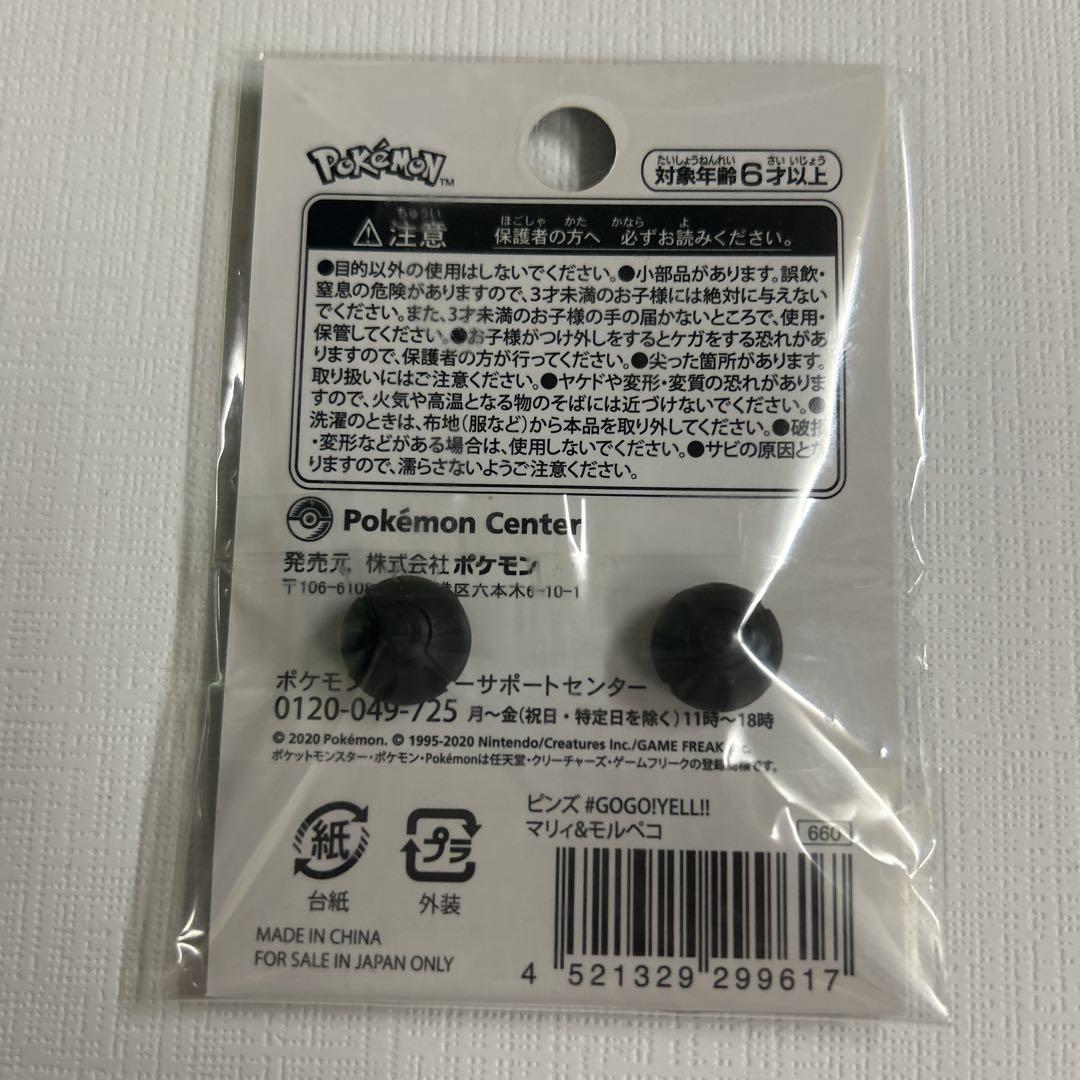 Pokémon™
たいしょうねんれい さい いじょう
対象年齢6才以上
ちゅうい ほごしゃ かた かなら よ
注意 保護者の方へ 必ずお読みください。
●目的以外の使用はしないでください。●小部品があります。誤飲・
窒息の危険がありますので、3才未満のお子様には絶対に与えない
でください。また、3才未満のお子様の手の届かないところで、使用・
保管してください。●お子様がつけ外しをするとケガをする恐れがあ
りますので、保護者の方が行ってください。●尖った箇所があります。
取り扱いにはご注意ください。●ヤケドや変形・変質の恐れがありま
すので、火気や高温となる物のそばには近づけないでください。●
洗濯のときは、布地(服など)から本品を取り外してください。●破損
・変形などがある場合は、使用しないでください。●サビの原因とな
りますので、濡らさないようご注意ください。
Pokémon Center
発売元 株式会社ポケモン
〒106-6108 港区六本木6-10-1
ポケモン ーサポートセンター
0120-049-725 月～金(祝日・特定日を除く)11時～18時
© 2020 Pokémon. © 1995-2020 Nintendo/Creatures Inc./GAME FREAK inc.
ポケットモンスター・ポケモン・Pokémonは任天堂・クリーチャーズ・ゲームフリークの登録商標です。
紙
台紙
プラ
外装
ピンズ #GOGO!YELL!!
マリィ&モルペコ
660
MADE IN CHINA
FOR SALE IN JAPAN ONLY
4 521329 299617